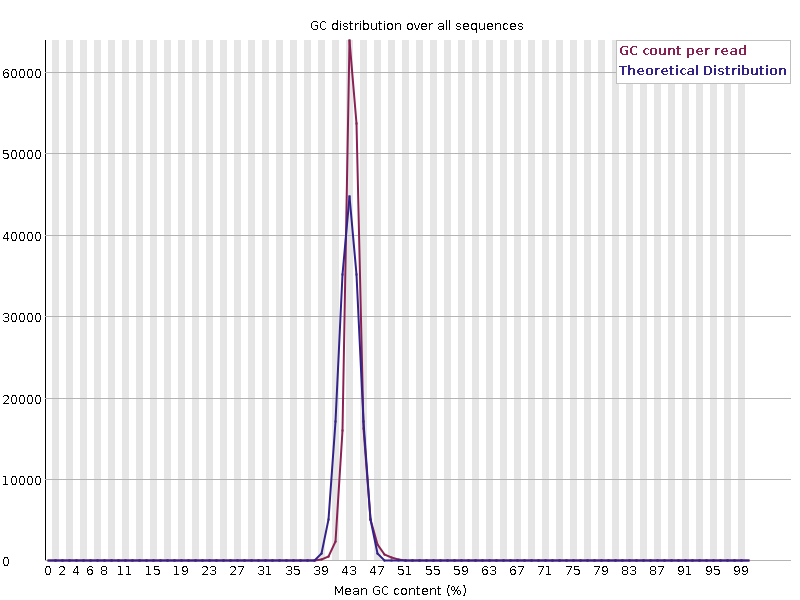 GC distribution over all sequences
GC count per read
Theoretical Distribution
60000
50000
40000
30000
20000
10000
0
0 2 4 6 8 11 15 19 23 27 31 35 39 43 47 51 55 59 63 67 71 75 79 83 87 91 95 99
Mean GC content (%)